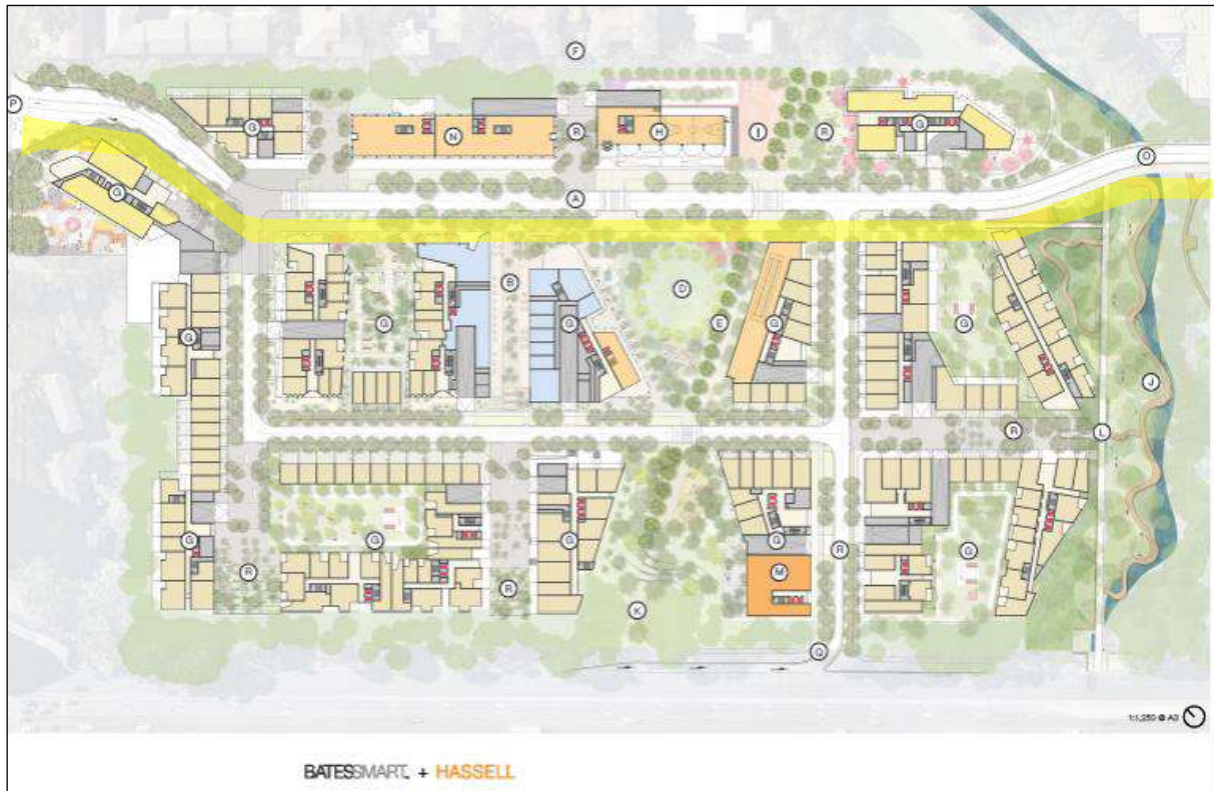 F
P
G N R H I R G
O
G A
B D
G G G E G G
G J
R L
G G G G G
R
M
R R
K
Q
1:1,250 @ A3
BATESSMART. + HASSELL